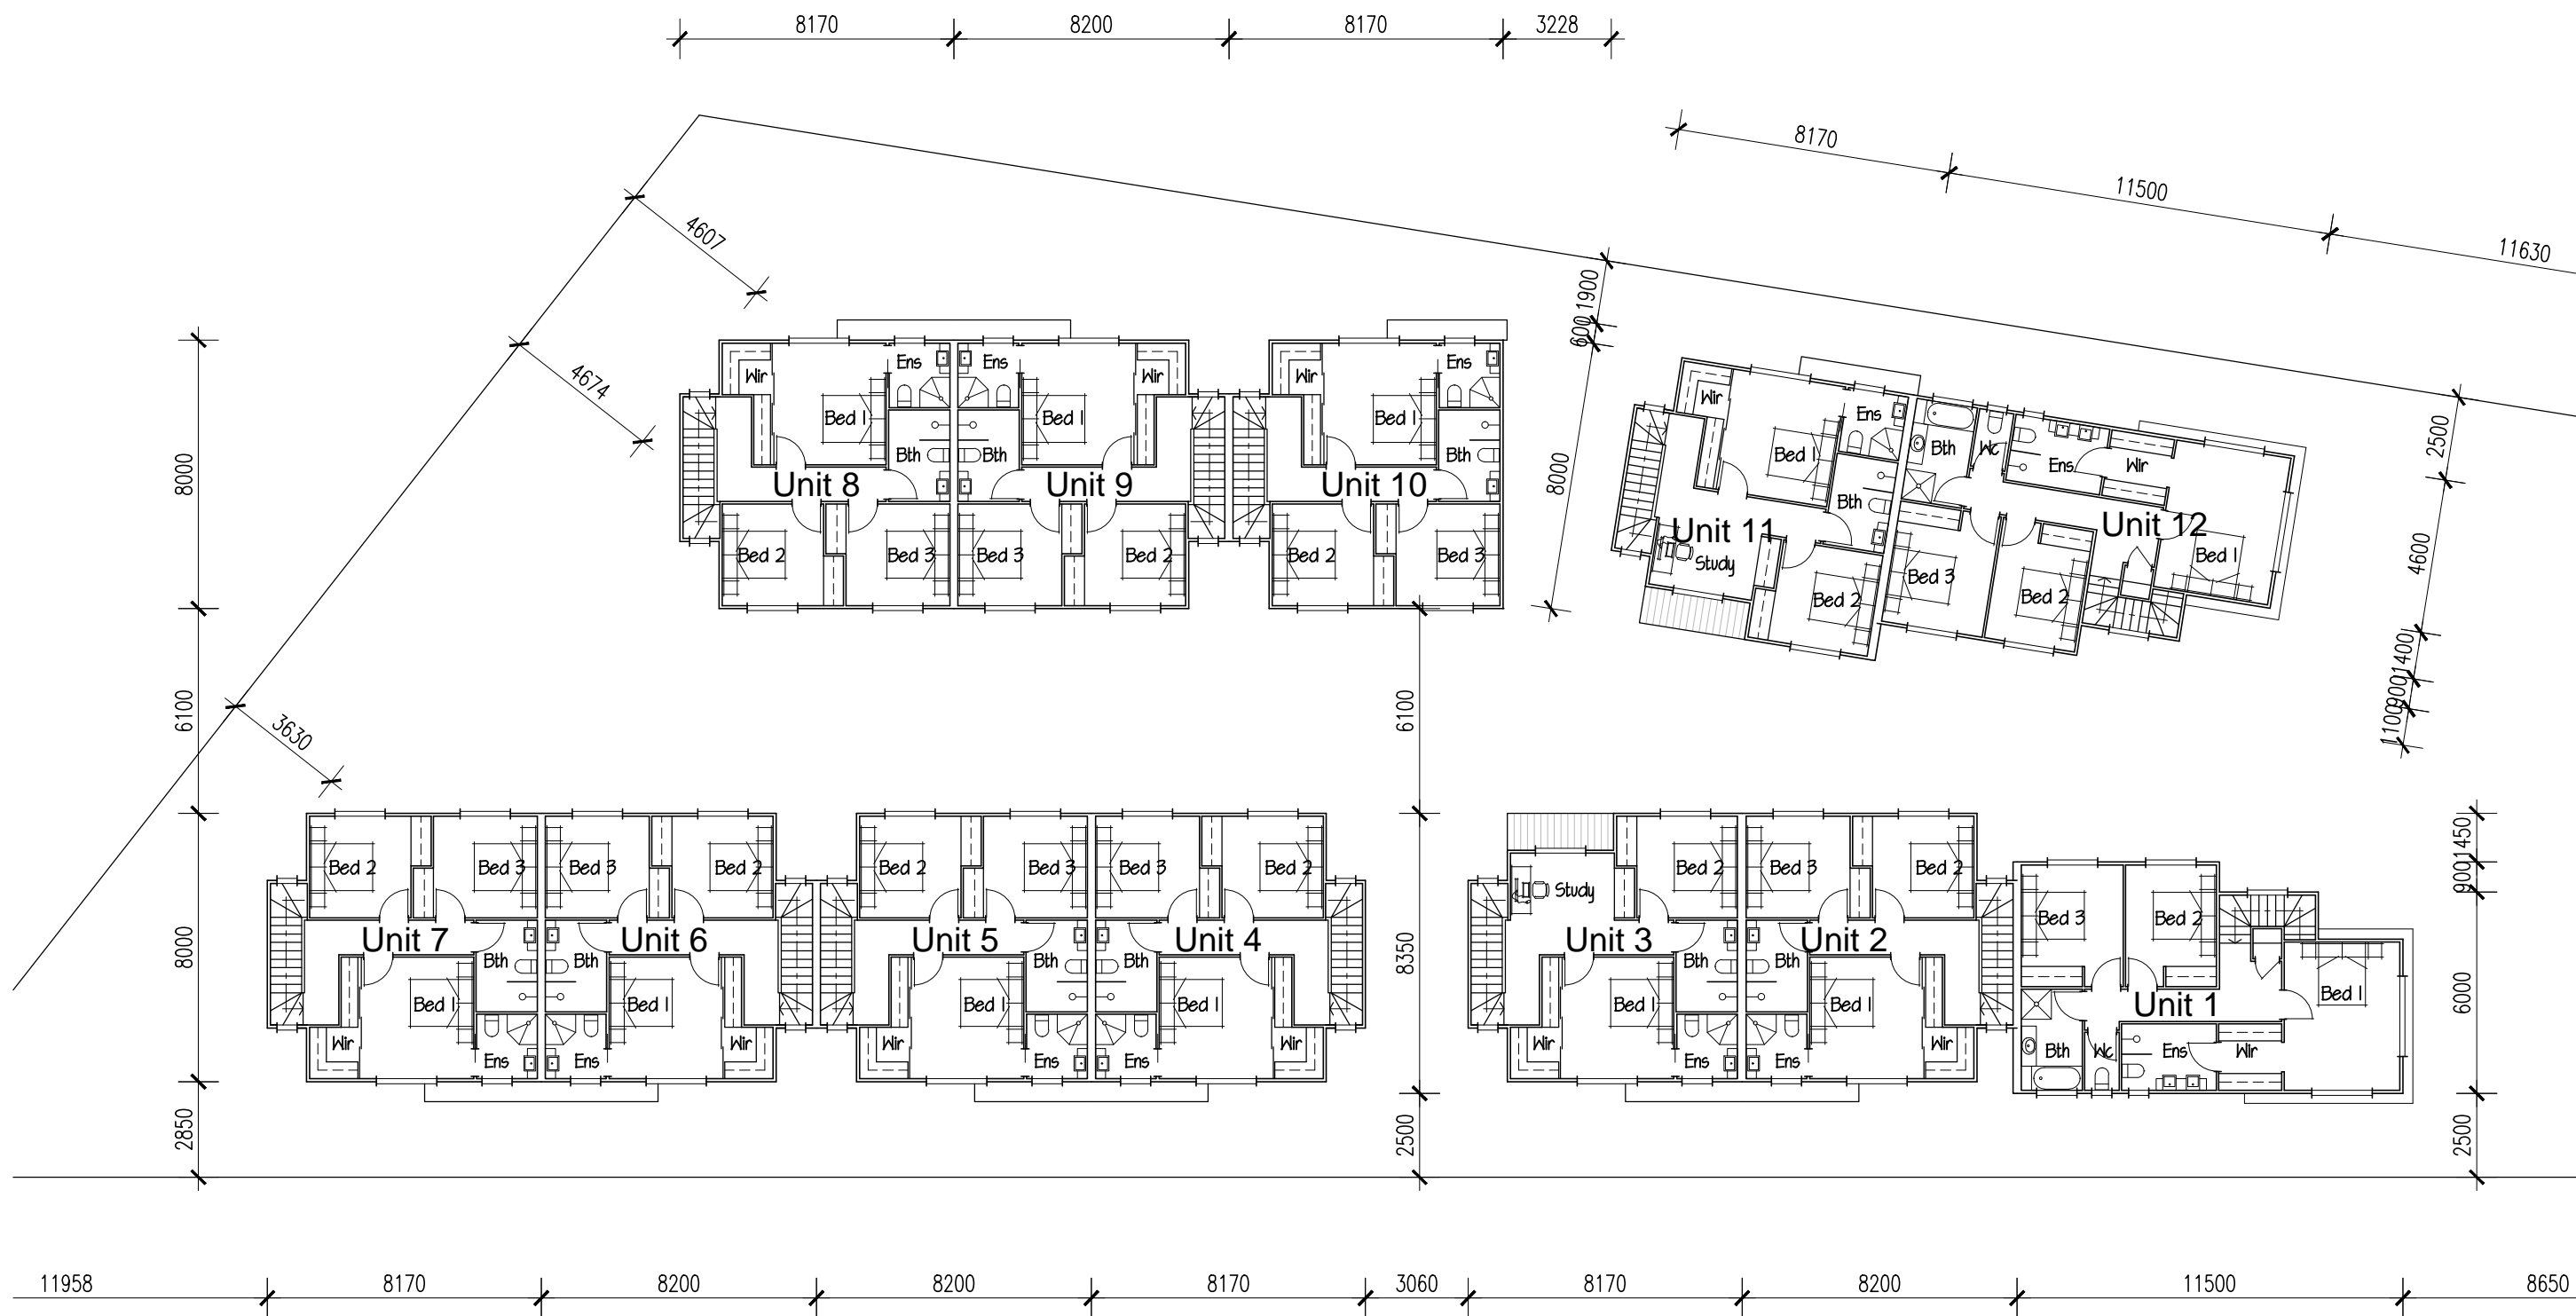 8170 8200 8170 3228
8170 11500 11630
4607
4674
3630
8000
6100
8000
2850
1900
600
8000
2500
4600
1400
900
1100
Wir Bed 1 Ens Bth
Unit 8
Bed 2 Bed 3
Ens Bed 1 Wir Bth
Unit 9
Bed 3 Bed 2
Wir Bed 1 Ens Bth
Unit 10
Bed 2 Bed 3
Wir Bed 1 Ens Bth
Unit 11
Study Bed 2
Bth Wc Ens Wir
Unit 12
Bed 3 Bed 2 Bed 1
6100
8350
2500
1450
900
6000
2500
Bed 2 Bed 3
Unit 7
Bth Bed 1
Wir Ens
Bed 3 Bed 2
Unit 6
Bth Bed 1
Ens Wir
Bed 2 Bed 3
Unit 5
Bth Bed 1
Wir Ens
Bed 3 Bed 2
Unit 4
Bth Bed 1
Ens Wir
Study Bed 2
Unit 3
Bth Bed 1
Wir Ens
Bed 3 Bed 2
Unit 2
Bth Bed 1
Ens Wir
Bed 3 Bed 2
Unit 1
Bed 1
Bth Wc Ens Wir
11958 8170 8200 8200 8170 3060 8170 8200 11500 8650